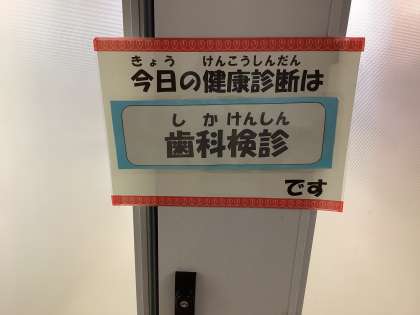 きょう けんこうしんだん
今日の健康診断は
しかけんしん
歯科検診
です